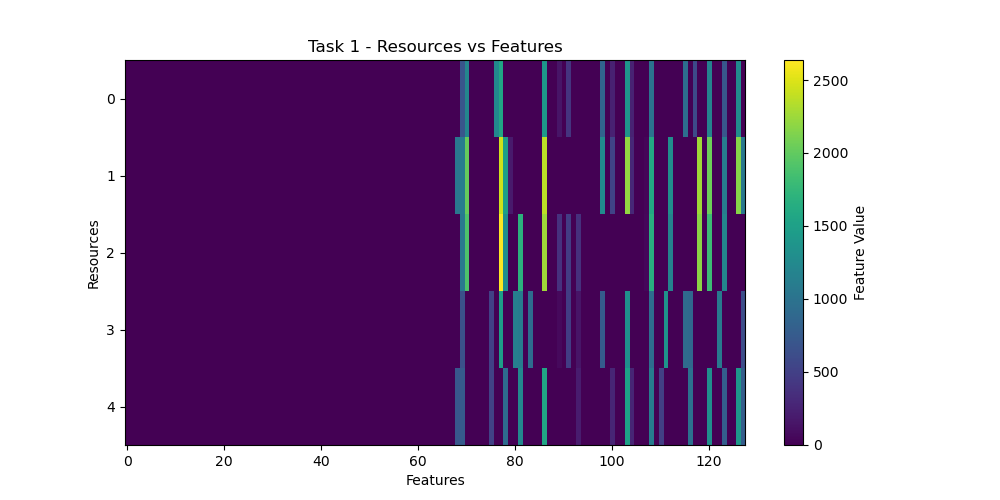 Task 1 - Resources vs Features
Resources
0
1
2
3
4
0 20 40 60 80 100 120
Features
2500
2000
1500
1000
500
0
Feature Value